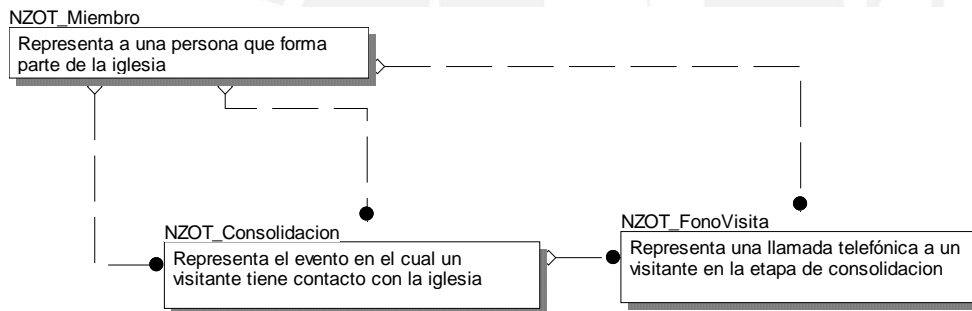 NZOT_Miembro
Representa a una persona que forma
parte de la iglesia
NZOT_Consolidacion
Representa el evento en el cual un
visitante tiene contacto con la iglesia
NZOT_FonoVisita
Representa una llamada telefónica a un
visitante en la etapa de consolidacion